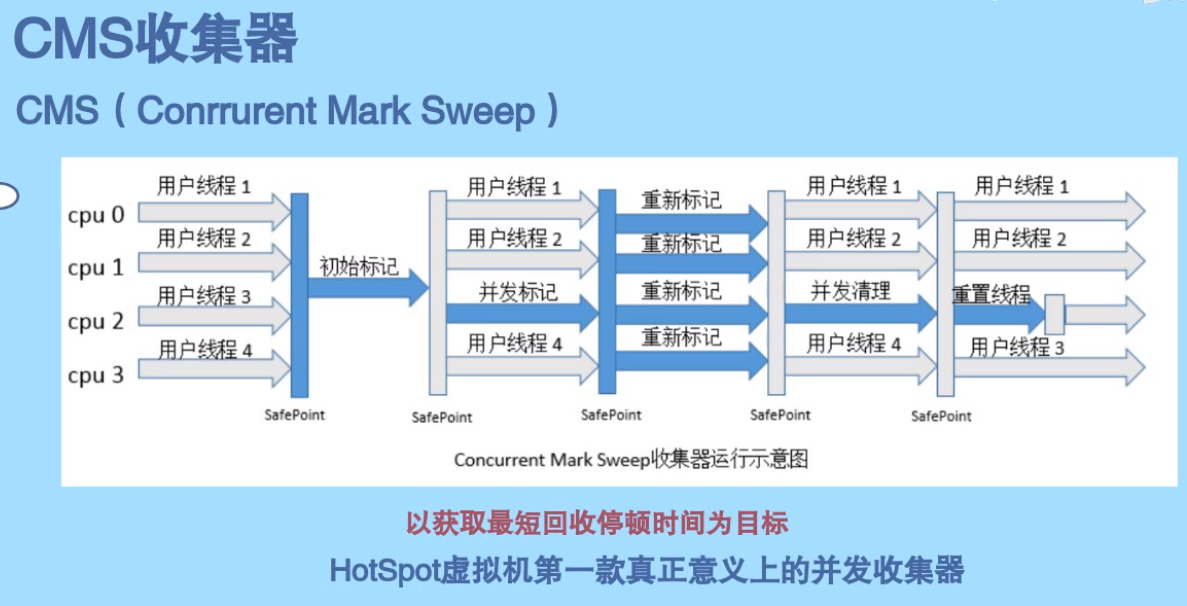 CMS收集器
CMS（Conrrurent Mark Sweep）
用户线程 1 用户线程 1 重新标记 用户线程 1 用户线程 1
cpu 0
用户线程 2 用户线程 2 重新标记 用户线程 2 用户线程 2
cpu 1 初始标记
用户线程 3 并发标记 重新标记 并发清理 重置线程
cpu 2
用户线程 4 用户线程 4 重新标记 用户线程 4 用户线程 3
cpu 3
SafePoint SafePoint SafePoint SafePoint SafePoint
Concurrent Mark Sweep收集器运行示意图
以获取最短回收停顿时间为目标
HotSpot虚拟机第一款真正意义上的并发收集器